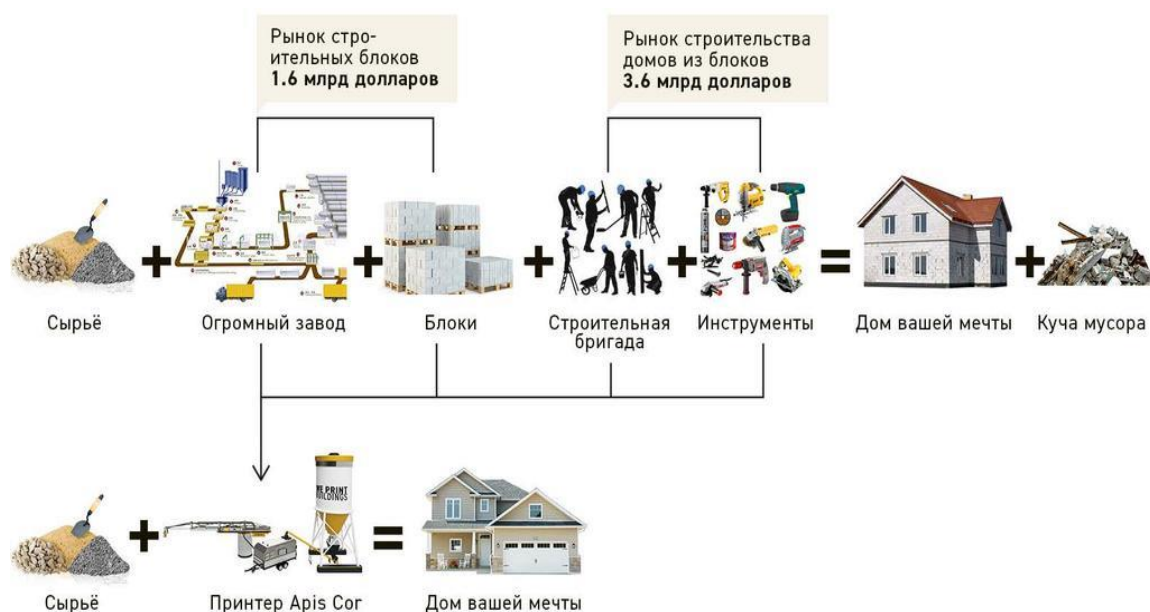 Рынок стро-
ительных блоков
1.6 млрд долларов
Рынок строительства
домов из блоков
3.6 млрд долларов
Сырьё
Огромный завод
Блоки
Строительная
бригада
Инструменты
Дом вашей мечты
Куча мусора
PRINT
Сырьё
Принтер Apis Cor
Дом вашей мечты